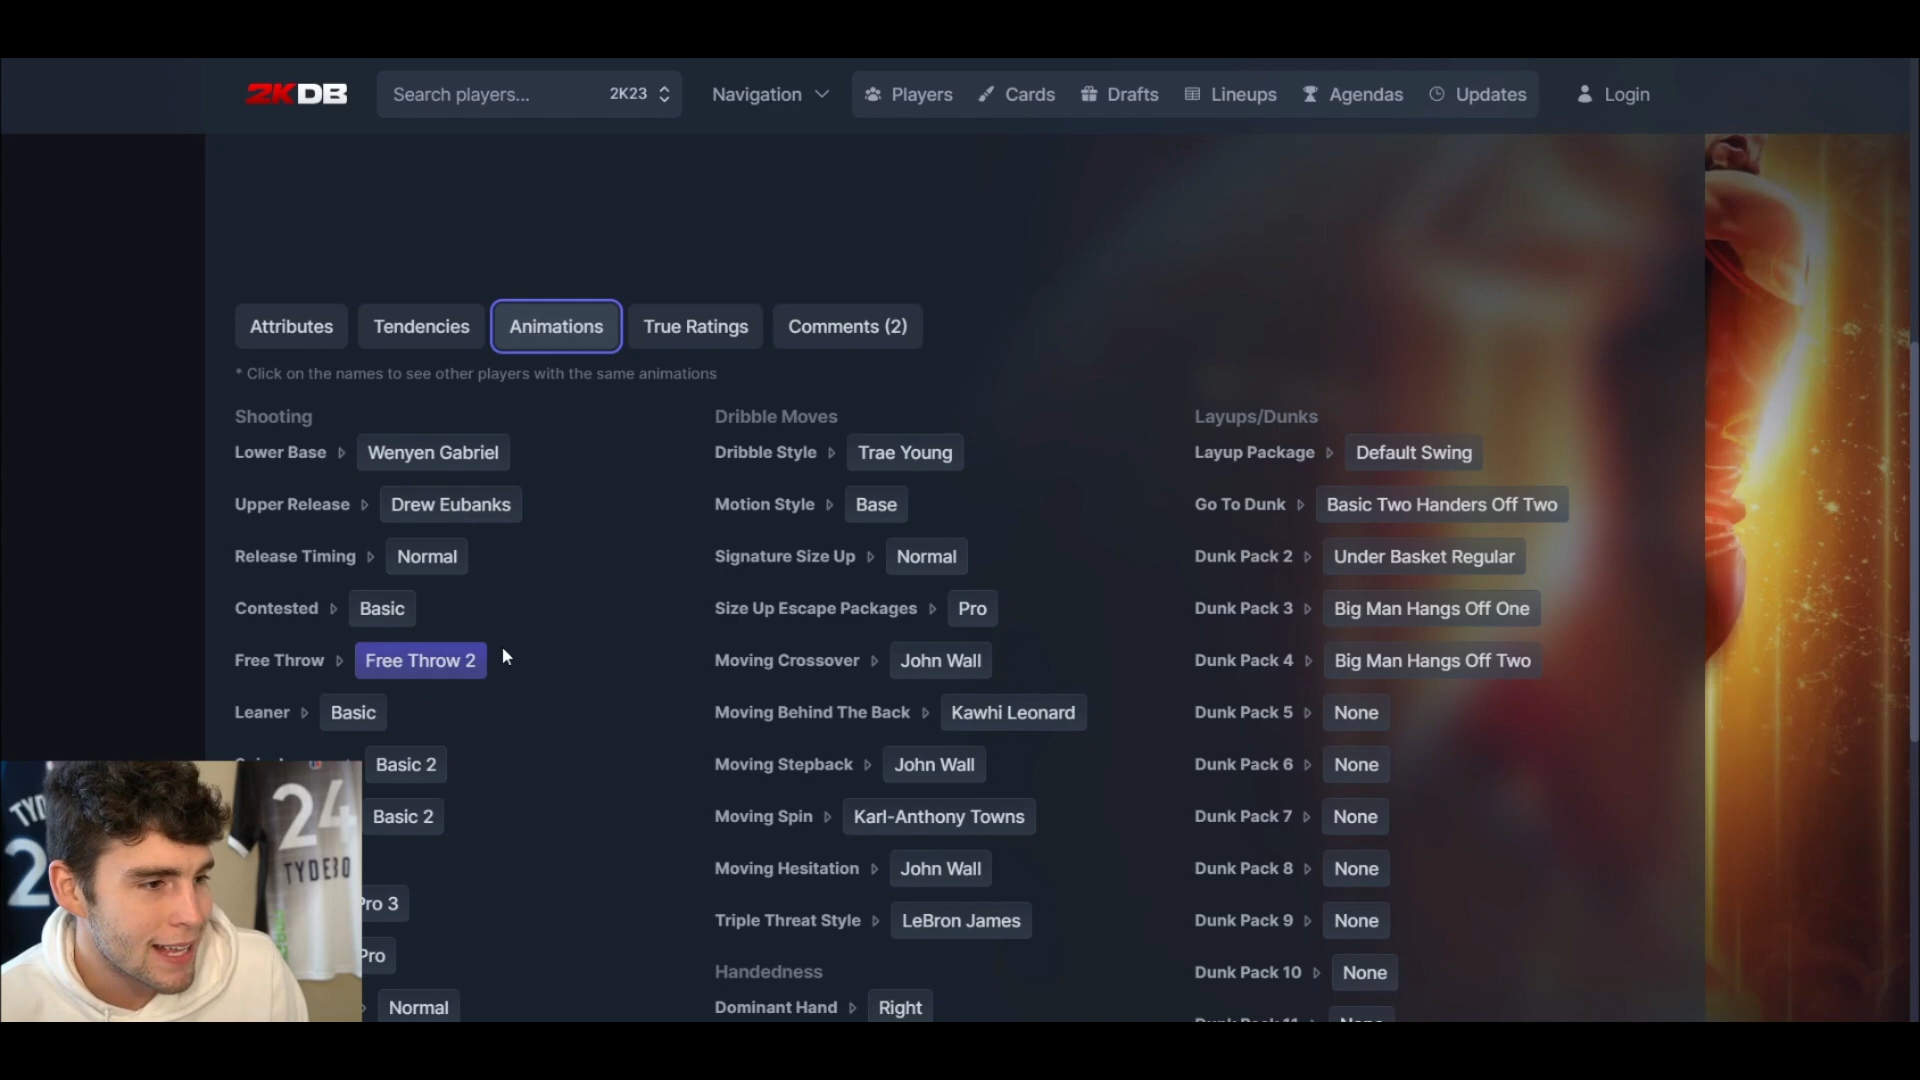 2KDB
Search players...
2K23
Navigation
Players
Cards
Drafts
Lineups
Agendas
Updates
Login
Attributes
Tendencies
Animations
True Ratings
Comments (2)
* Click on the names to see other players with the same animations
Shooting
Lower Base Wenyen Gabriel
Upper Release Drew Eubanks
Release Timing Normal
Contested Basic
Free Throw Free Throw 2
Leaner Basic
Basic 2
Basic 2
Pro 3
Pro
Normal
Dribble Moves
Dribble Style Trae Young
Motion Style Base
Signature Size Up Normal
Size Up Escape Packages Pro
Moving Crossover John Wall
Moving Behind The Back Kawhi Leonard
Moving Stepback John Wall
Moving Spin Karl-Anthony Towns
Moving Hesitation John Wall
Triple Threat Style LeBron James
Handedness
Dominant Hand Right
Layups/Dunks
Layup Package Default Swing
Go To Dunk Basic Two Handers Off Two
Dunk Pack 2 Under Basket Regular
Dunk Pack 3 Big Man Hangs Off One
Dunk Pack 4 Big Man Hangs Off Two
Dunk Pack 5 None
Dunk Pack 6 None
Dunk Pack 7 None
Dunk Pack 8 None
Dunk Pack 9 None
Dunk Pack 10 None
TYD
2
24
TYDEBO